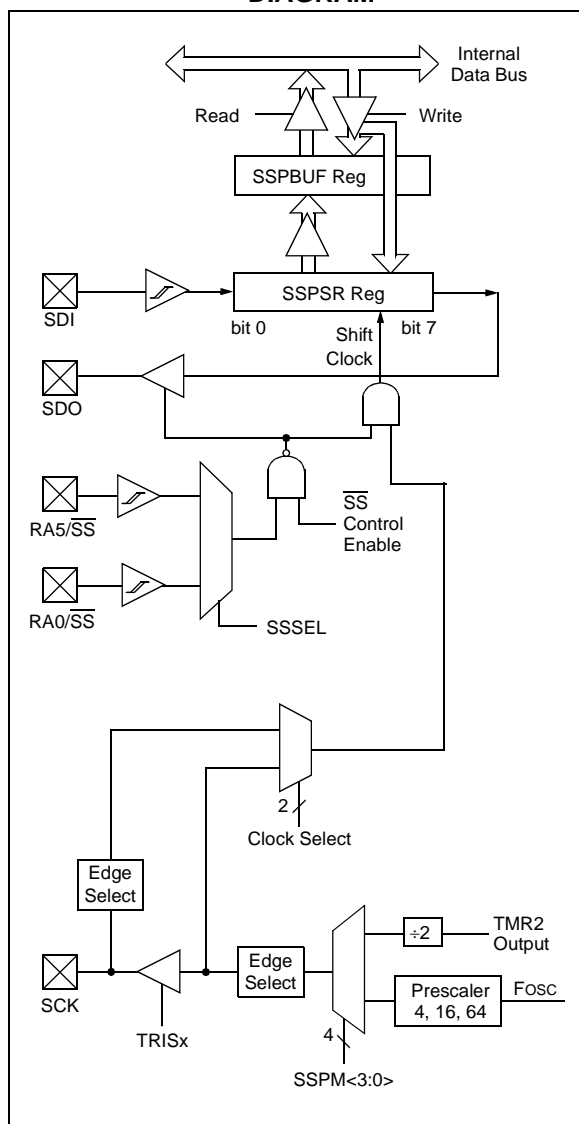 DIAGRAM
Internal
Data Bus
Read
Write
SSPBUF Reg
SSPSR Reg
SDI
bit 0
bit 7
Shift
Clock
SDO
RA5/SS
SS
Control
Enable
RA0/SS
SSSEL
2
Clock Select
Edge
Select
TMR2
Output
÷2
Edge
Select
Prescaler
4, 16, 64
FOSC
SCK
TRISx
4
SSPM<3:0>